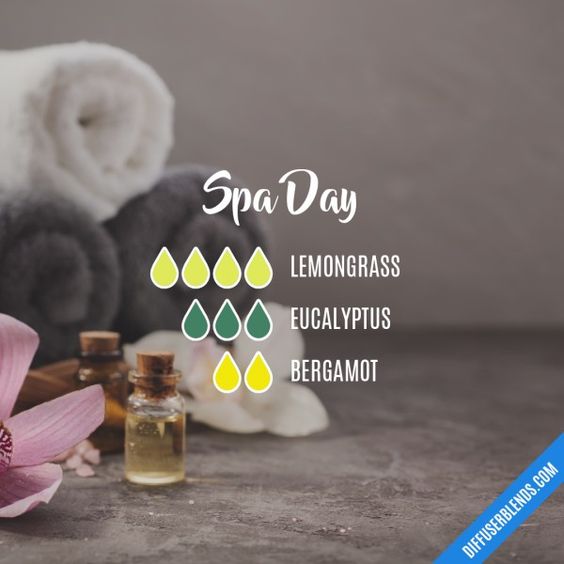 Spa Day
LEMONGRASS
EUCALYPTUS
BERGAMOT
DIFFUSERBLENDS.COM